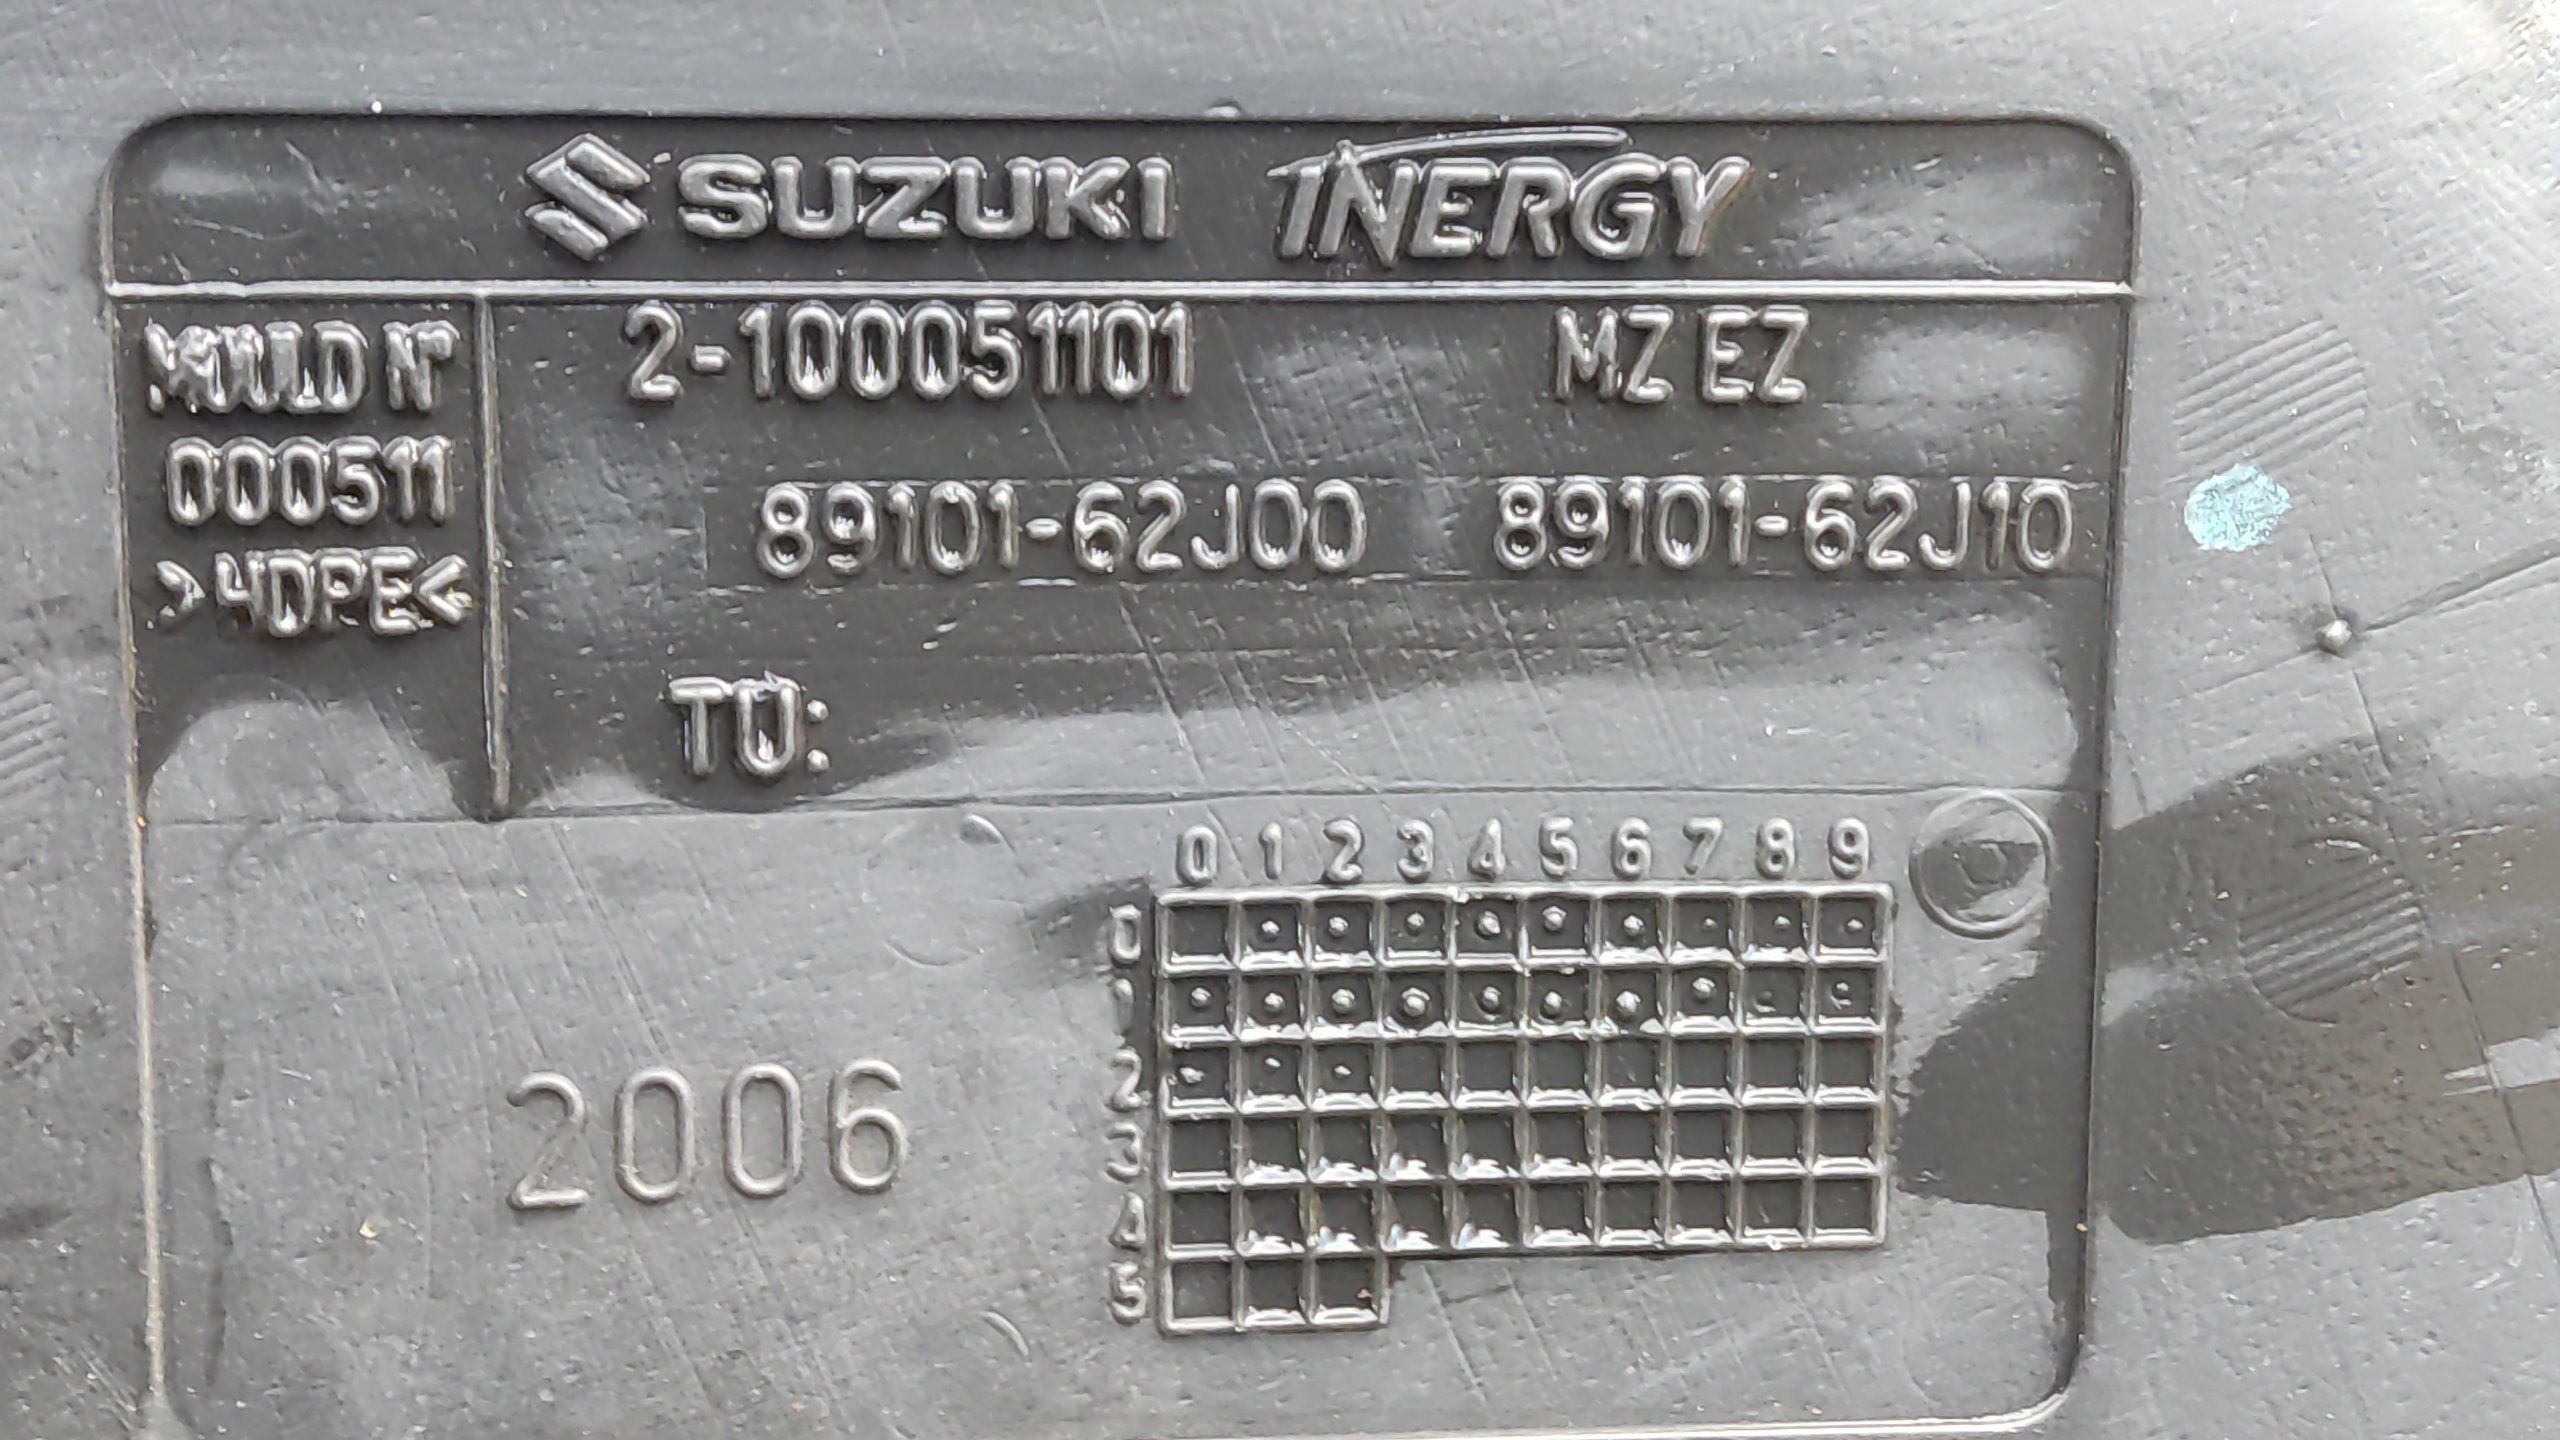 SUZUKI INERGY
MOULD N°
000511
>4DPE<
2-100051101 MZ EZ
89101-62J00 89101-62J10
TÜ:
2006
0 1 2 3 4 5 6 7 8 9
0
1
2
3
4
5